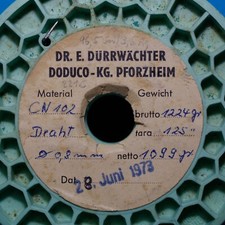 DR. E. DÜRRWÄCHTER
DODUCO-KG. PFORZHEIM
Material Gewicht
CN 102 brutto 1224 gr
Draht tara 125 "
Ø 0,8 mm netto 1099 gr
Dat. 28. Juni 1973